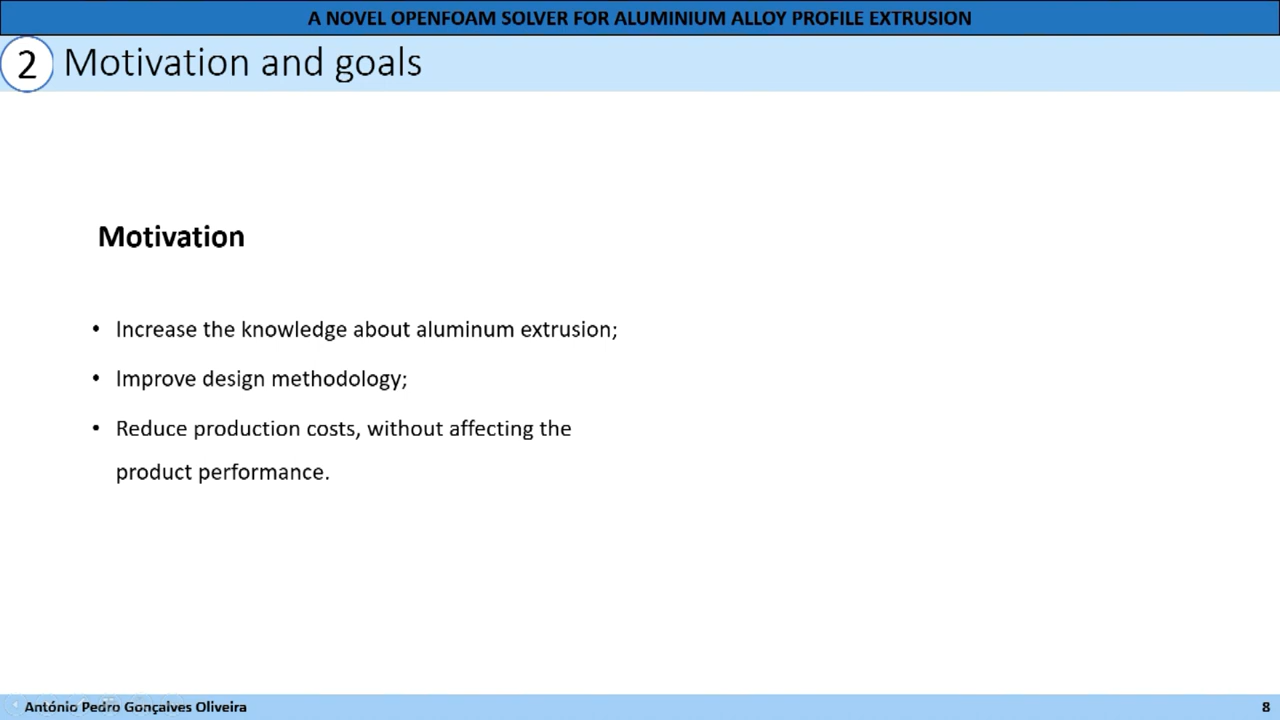 A NOVEL OPENFOAM SOLVER FOR ALUMINIUM ALLOY PROFILE EXTRUSION
2 Motivation and goals
Motivation
• Increase the knowledge about aluminum extrusion;
• Improve design methodology;
• Reduce production costs, without affecting the
product performance.
António Pedro Gonçalves Oliveira
8